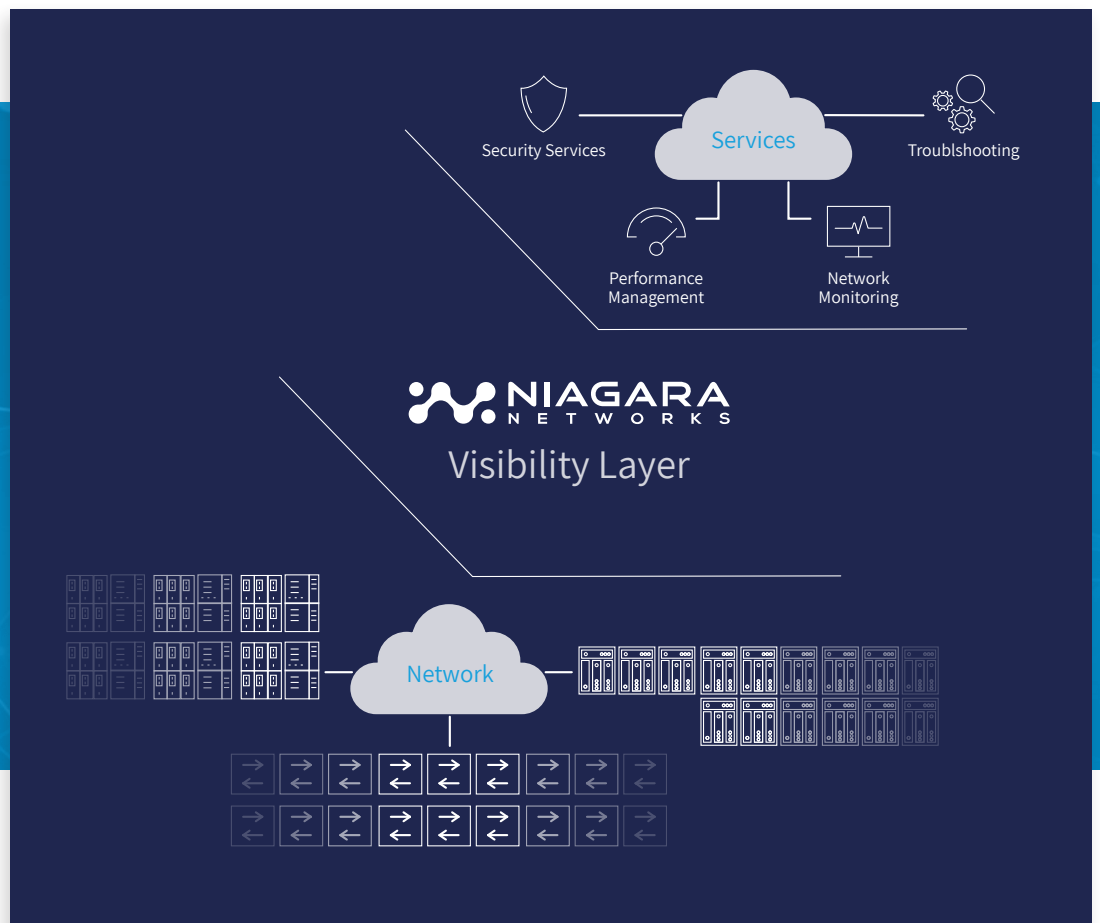 Services
Security Services
Troublshooting
Performance
Management
Network
Monitoring
NIAGARA
NETWORKS
Visibility Layer
Network